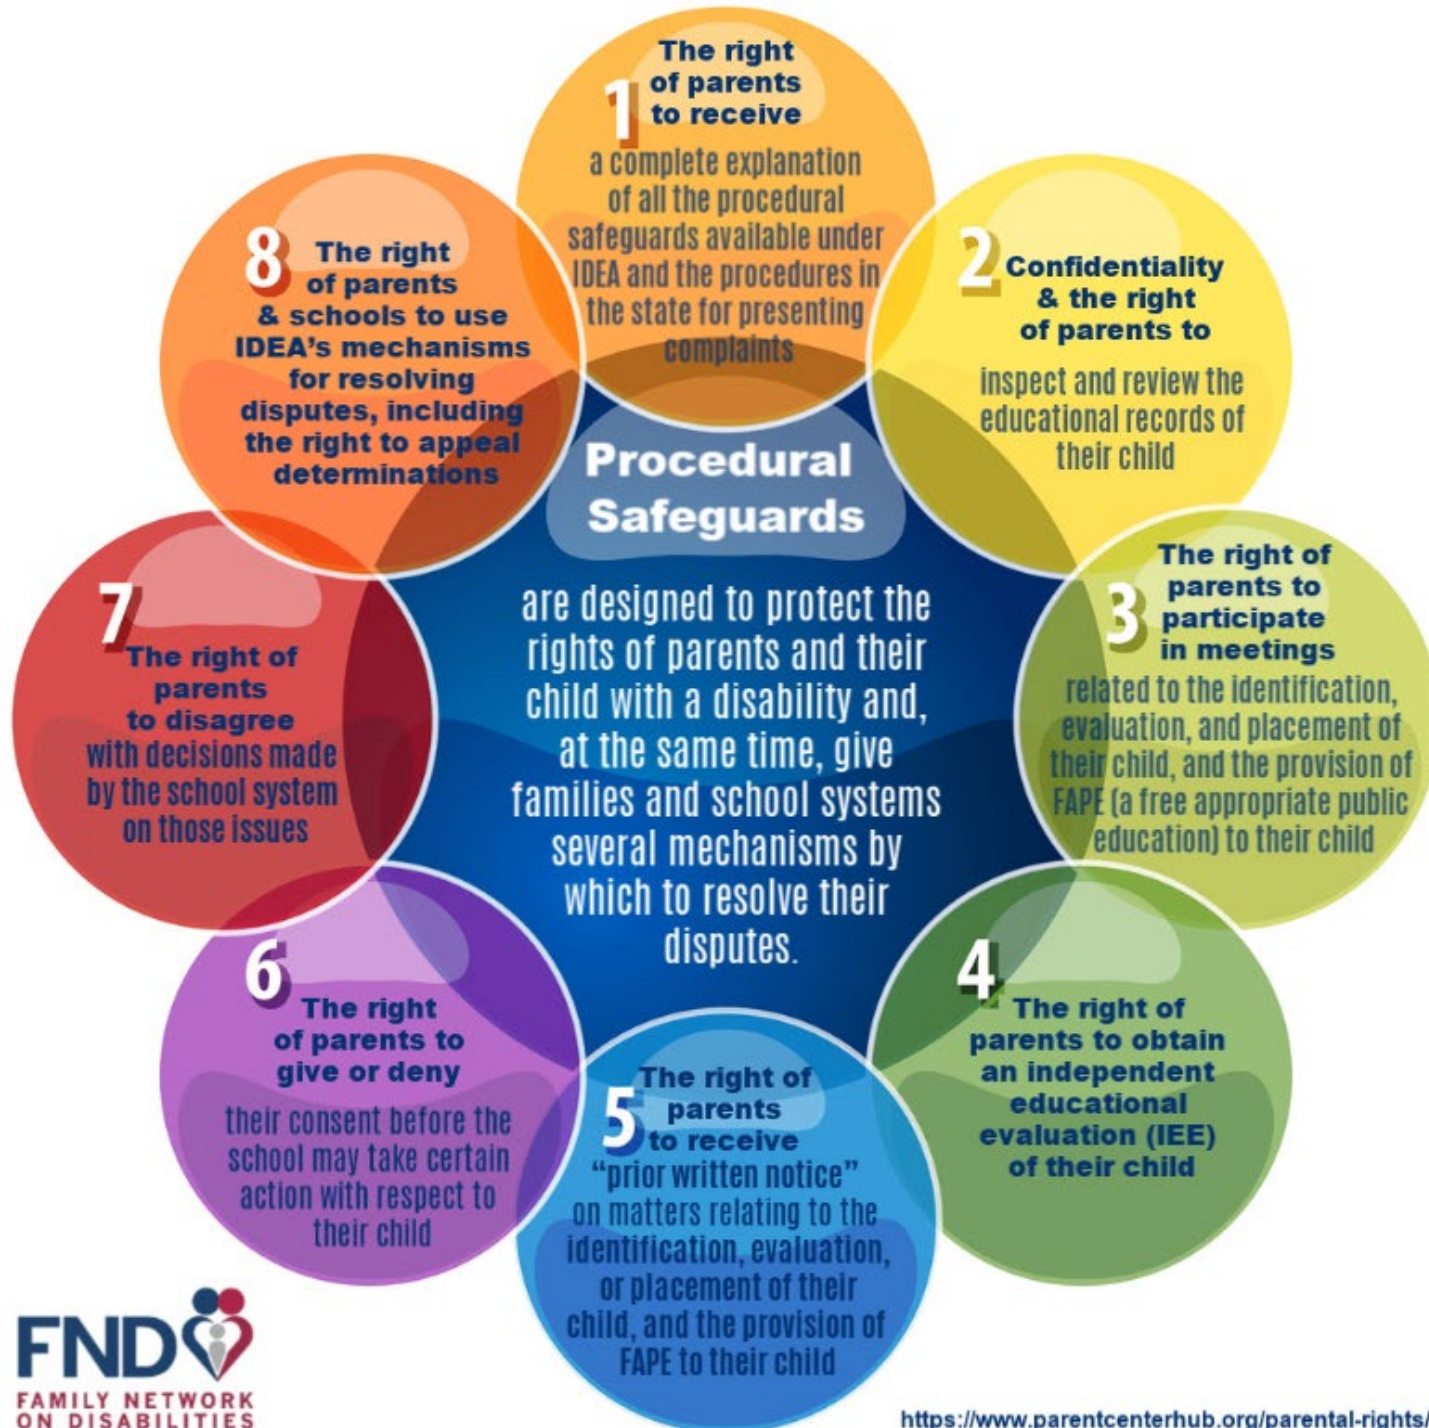 1
The right
of parents
to receive
a complete explanation
of all the procedural
safeguards available under
IDEA and the procedures in
the state for presenting
complaints
2
Confidentiality
& the right
of parents to
inspect and review the
educational records of
their child
3
The right of
parents to
participate
in meetings
related to the identification,
evaluation, and placement of
their child, and the provision of
FAPE (a free appropriate public
education) to their child
4
The right of
parents to obtain
an independent
educational
evaluation (IEE)
of their child
5
The right of
parents
to receive
“prior written notice”
on matters relating to the
identification, evaluation,
or placement of their
child, and the provision of
FAPE to their child
6
The right
of parents to
give or deny
their consent before the
school may take certain
action with respect to
their child
7
The right of
parents
to disagree
with decisions made
by the school system
on those issues
8
The right
of parents
& schools to use
IDEA’s mechanisms
for resolving
disputes, including
the right to appeal
determinations
Procedural
Safeguards
are designed to protect the
rights of parents and their
child with a disability and,
at the same time, give
families and school systems
several mechanisms by
which to resolve their
disputes.
FND
FAMILY NETWORK
ON DISABILITIES
https://www.parentcenterhub.org/parental-rights/